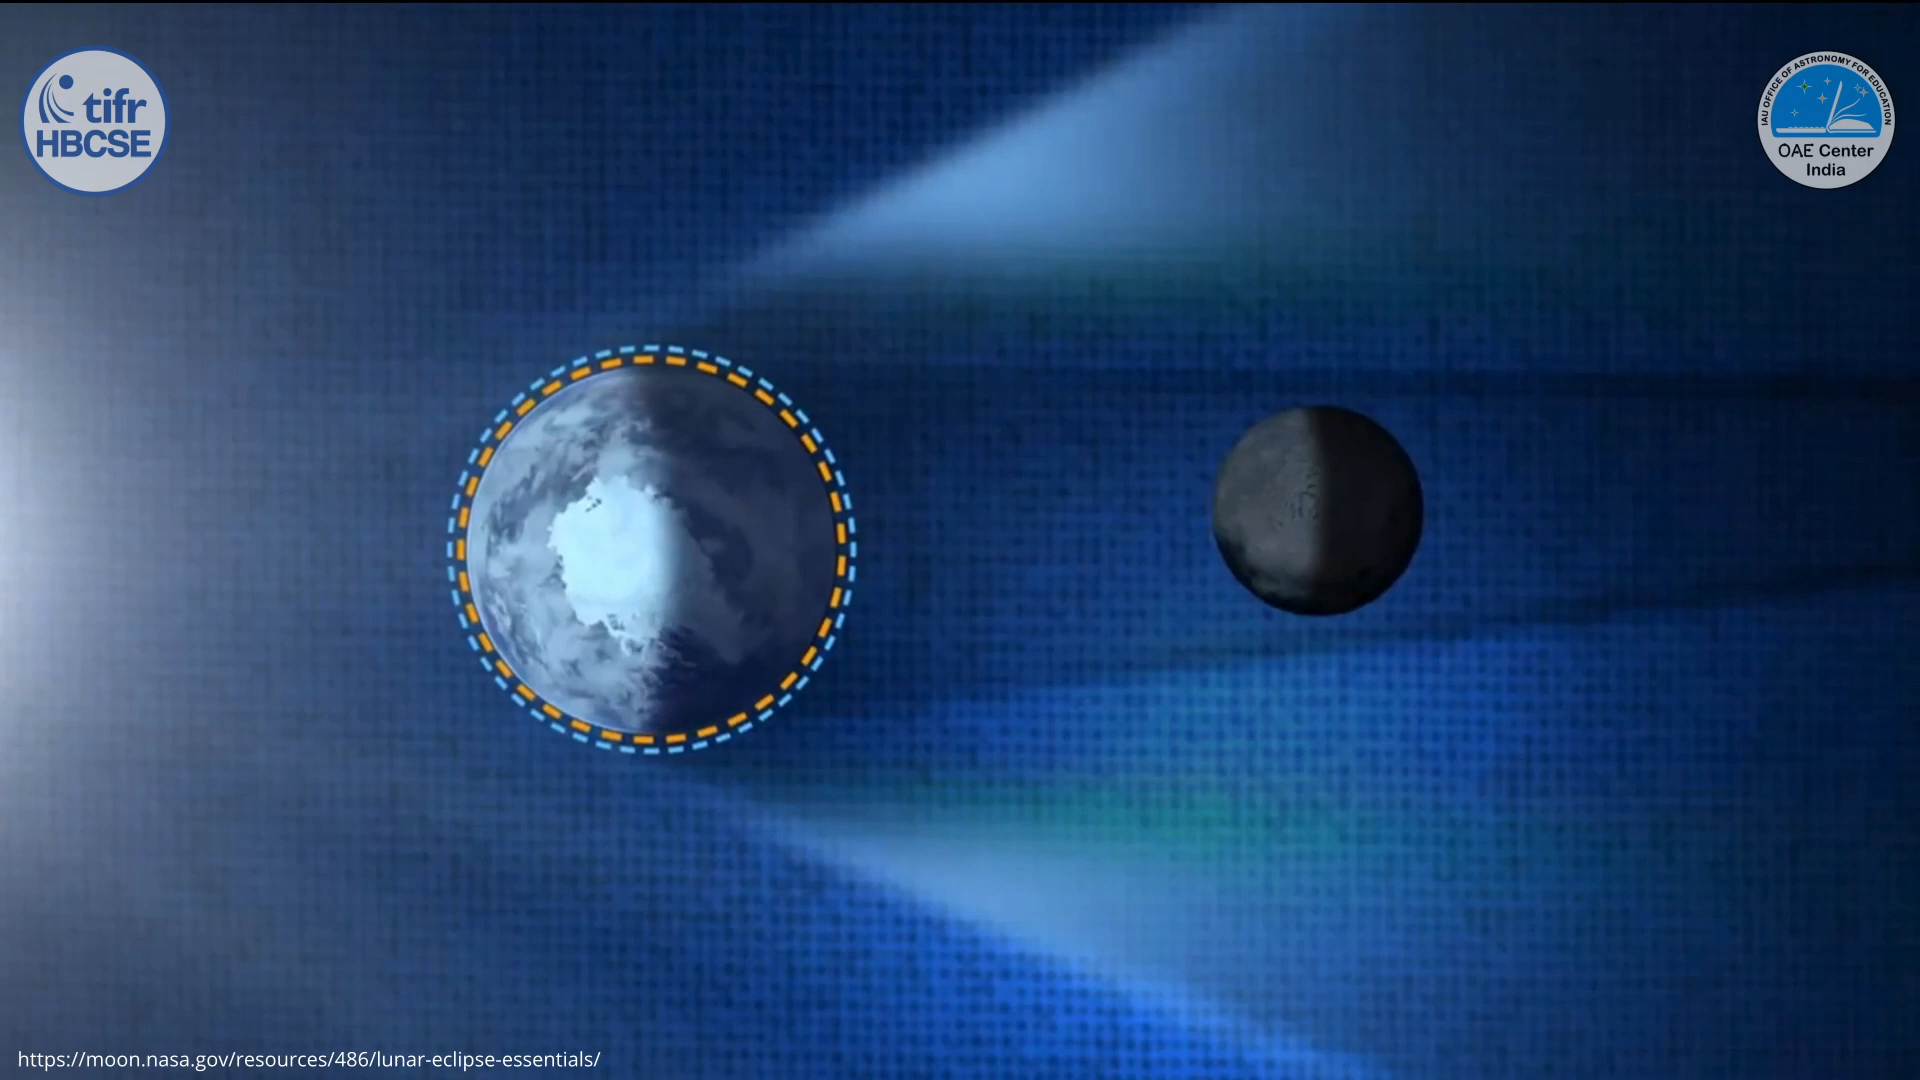 tifr
HBCSE
IAU OFFICE OF ASTRONOMY FOR EDUCATION
OAE Center
India
https://moon.nasa.gov/resources/486/lunar-eclipse-essentials/